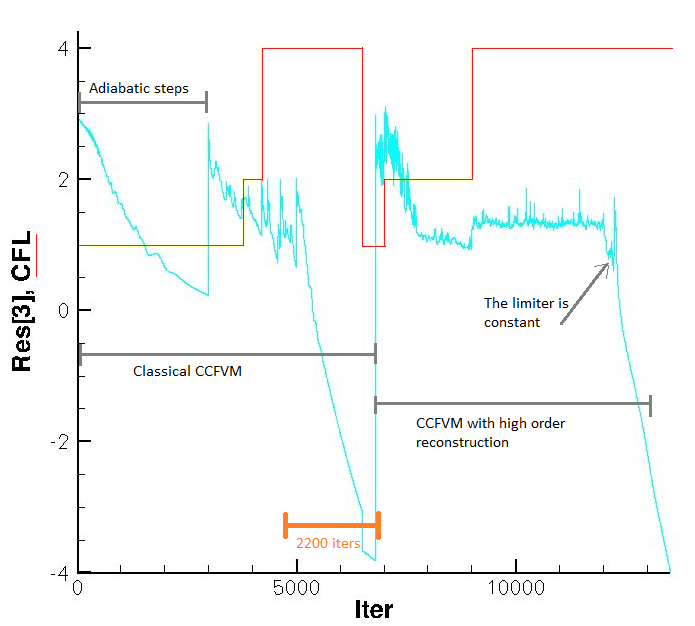 4
Adiabatic steps
2
Res[3], CFL
0
The limiter is
constant
Classical CCFVM
CCFVM with high order
reconstruction
-2
2200 iters
-4
0
5000
10000
Iter